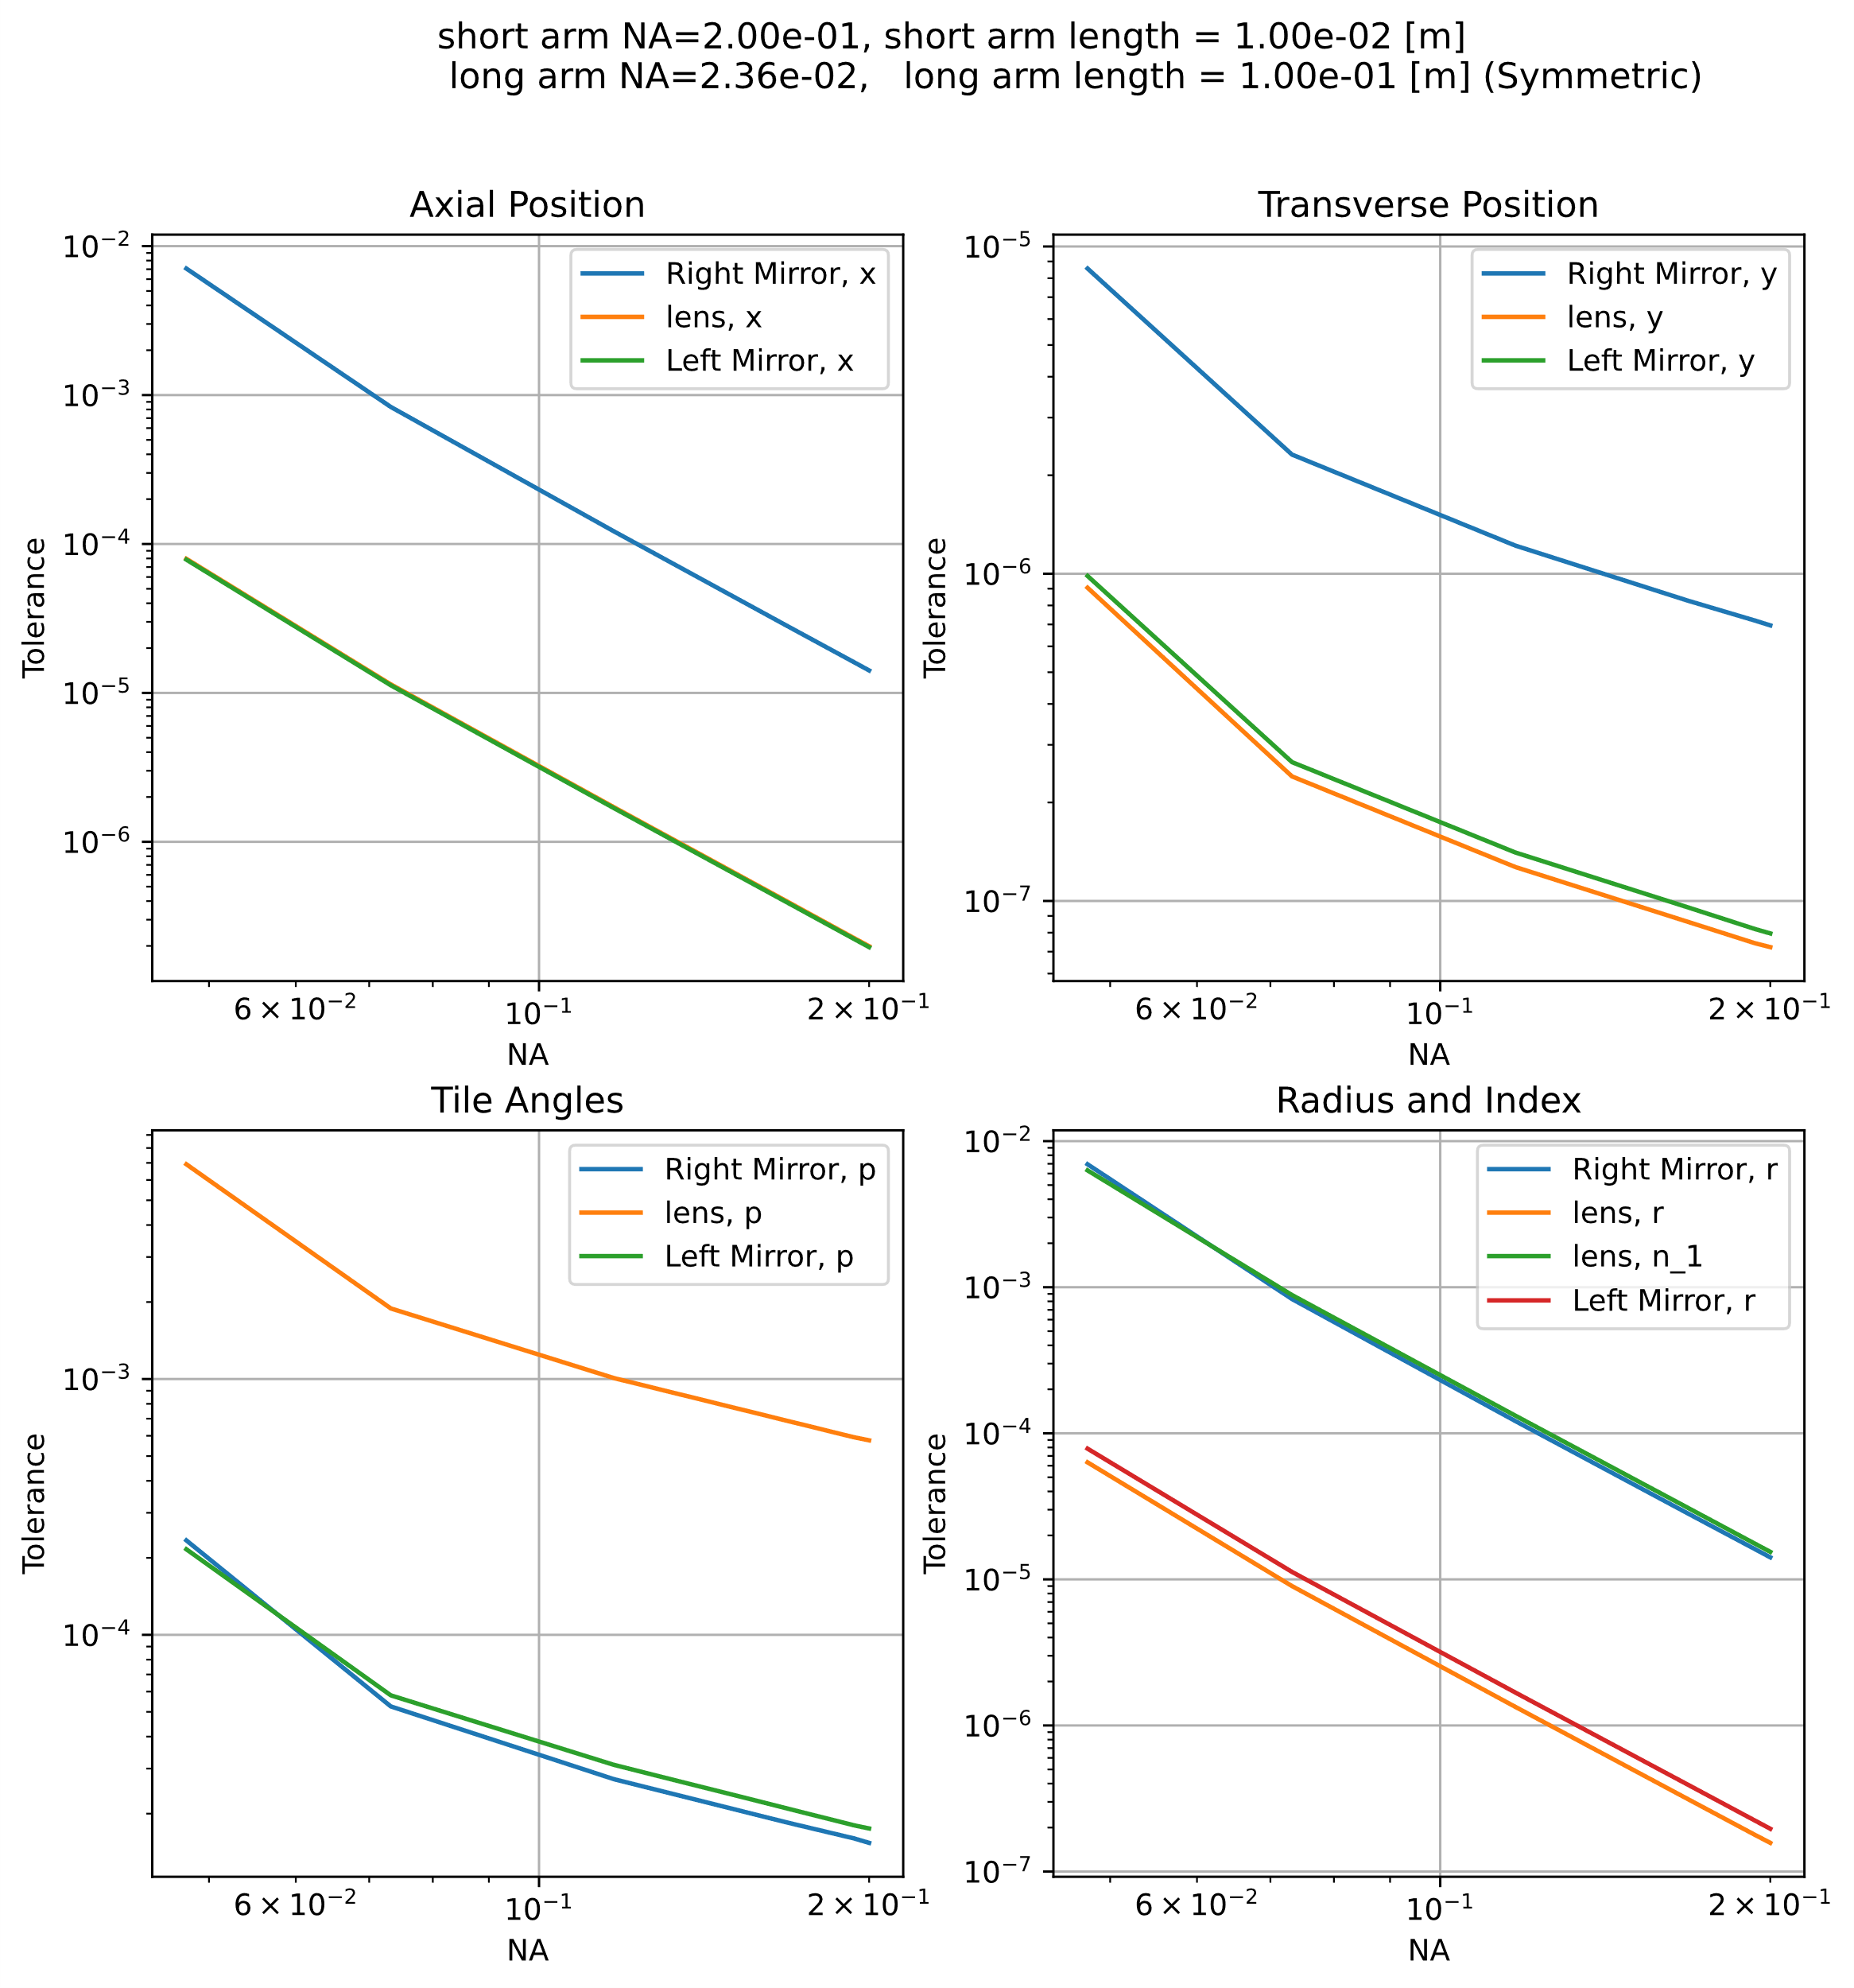 short arm NA=2.00e-01, short arm length = 1.00e-02 [m]
long arm NA=2.36e-02,   long arm length = 1.00e-01 [m] (Symmetric)
Axial Position
Right Mirror, x
lens, x
Left Mirror, x
Tolerance
10⁻²
10⁻³
10⁻⁴
10⁻⁵
10⁻⁶
6 × 10⁻²
10⁻¹
2 × 10⁻¹
NA
Transverse Position
Right Mirror, y
lens, y
Left Mirror, y
Tolerance
10⁻⁵
10⁻⁶
10⁻⁷
6 × 10⁻²
10⁻¹
2 × 10⁻¹
NA
Tile Angles
Right Mirror, p
lens, p
Left Mirror, p
Tolerance
10⁻³
10⁻⁴
6 × 10⁻²
10⁻¹
2 × 10⁻¹
NA
Radius and Index
Right Mirror, r
lens, r
lens, n_1
Left Mirror, r
Tolerance
10⁻²
10⁻³
10⁻⁴
10⁻⁵
10⁻⁶
10⁻⁷
6 × 10⁻²
10⁻¹
2 × 10⁻¹
NA